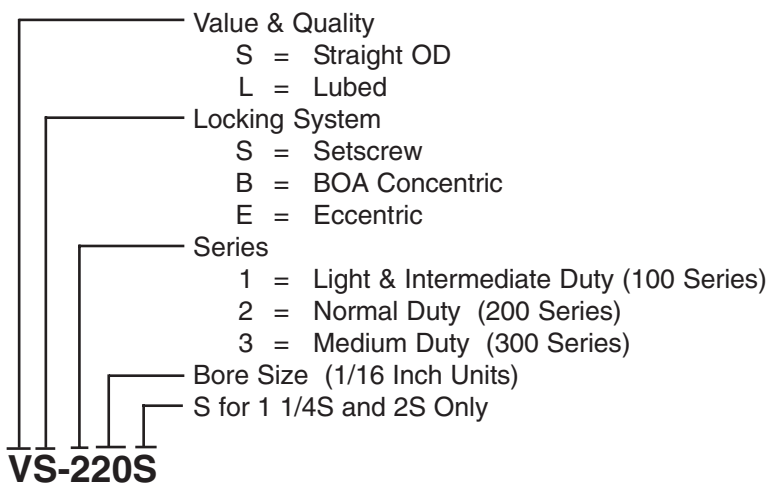 Value & Quality
S = Straight OD
L = Lubed
Locking System
S = Setscrew
B = BOA Concentric
E = Eccentric
Series
1 = Light & Intermediate Duty (100 Series)
2 = Normal Duty (200 Series)
3 = Medium Duty (300 Series)
Bore Size (1/16 Inch Units)
S for 1 1/4S and 2S Only
VS-220S